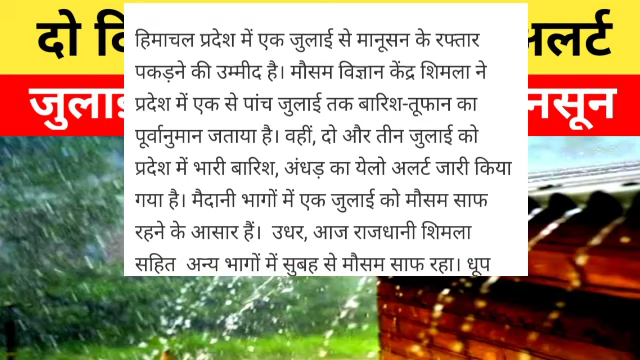 दो
अलर्ट
हिमाचल प्रदेश में एक जुलाई से मानूसन के रफ्तार
पकड़ने की उम्मीद है। मौसम विज्ञान केंद्र शिमला ने
प्रदेश में एक से पांच जुलाई तक बारिश-तूफान का
पूर्वानुमान जताया है। वहीं, दो और तीन जुलाई को
प्रदेश में भारी बारिश, अंधड़ का येलो अलर्ट जारी किया
गया है। मैदानी भागों में एक जुलाई को मौसम साफ
रहने के आसार हैं। उधर, आज राजधानी शिमला
सहित अन्य भागों में सुबह से मौसम साफ रहा। धूप